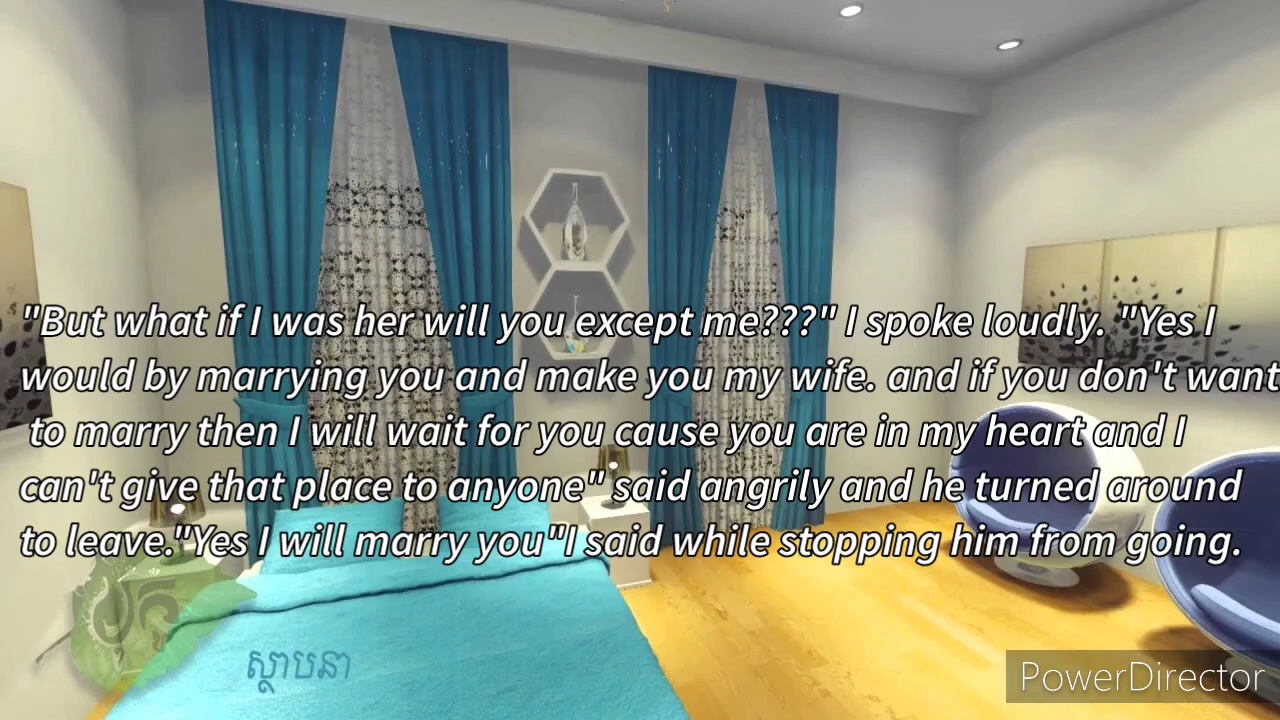 "But what if I was her will you except me???" I spoke loudly. "Yes I
would by marrying you and make you my wife. and if you don't want
to marry then I will wait for you cause you are in my heart and I
can't give that place to anyone" said angrily and he turned around
to leave."Yes I will marry you"I said while stopping him from going.
ស្ថាបនា
PowerDirector